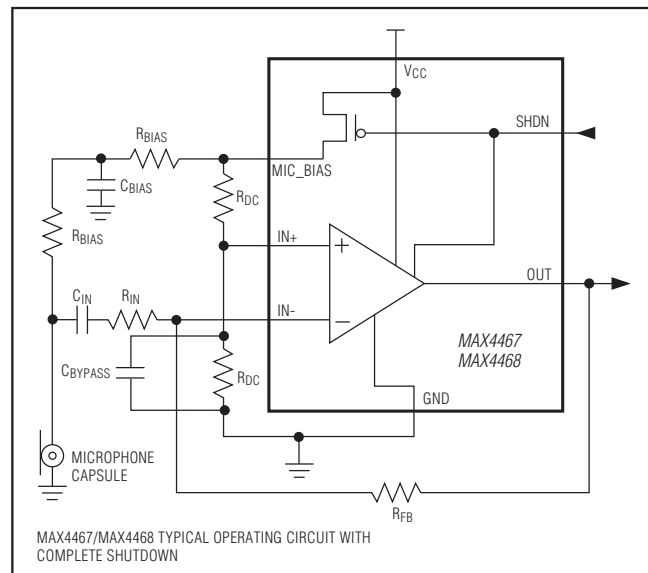 VCC
SHDN
RBIAS
MIC_BIAS
CBIAS
RDC
RBIAS
IN+
+
CIN
RIN
OUT
IN-
−
MAX4467
MAX4468
CBYPASS
RDC
GND
MICROPHONE
CAPSULE
RFB
MAX4467/MAX4468 TYPICAL OPERATING CIRCUIT WITH
COMPLETE SHUTDOWN